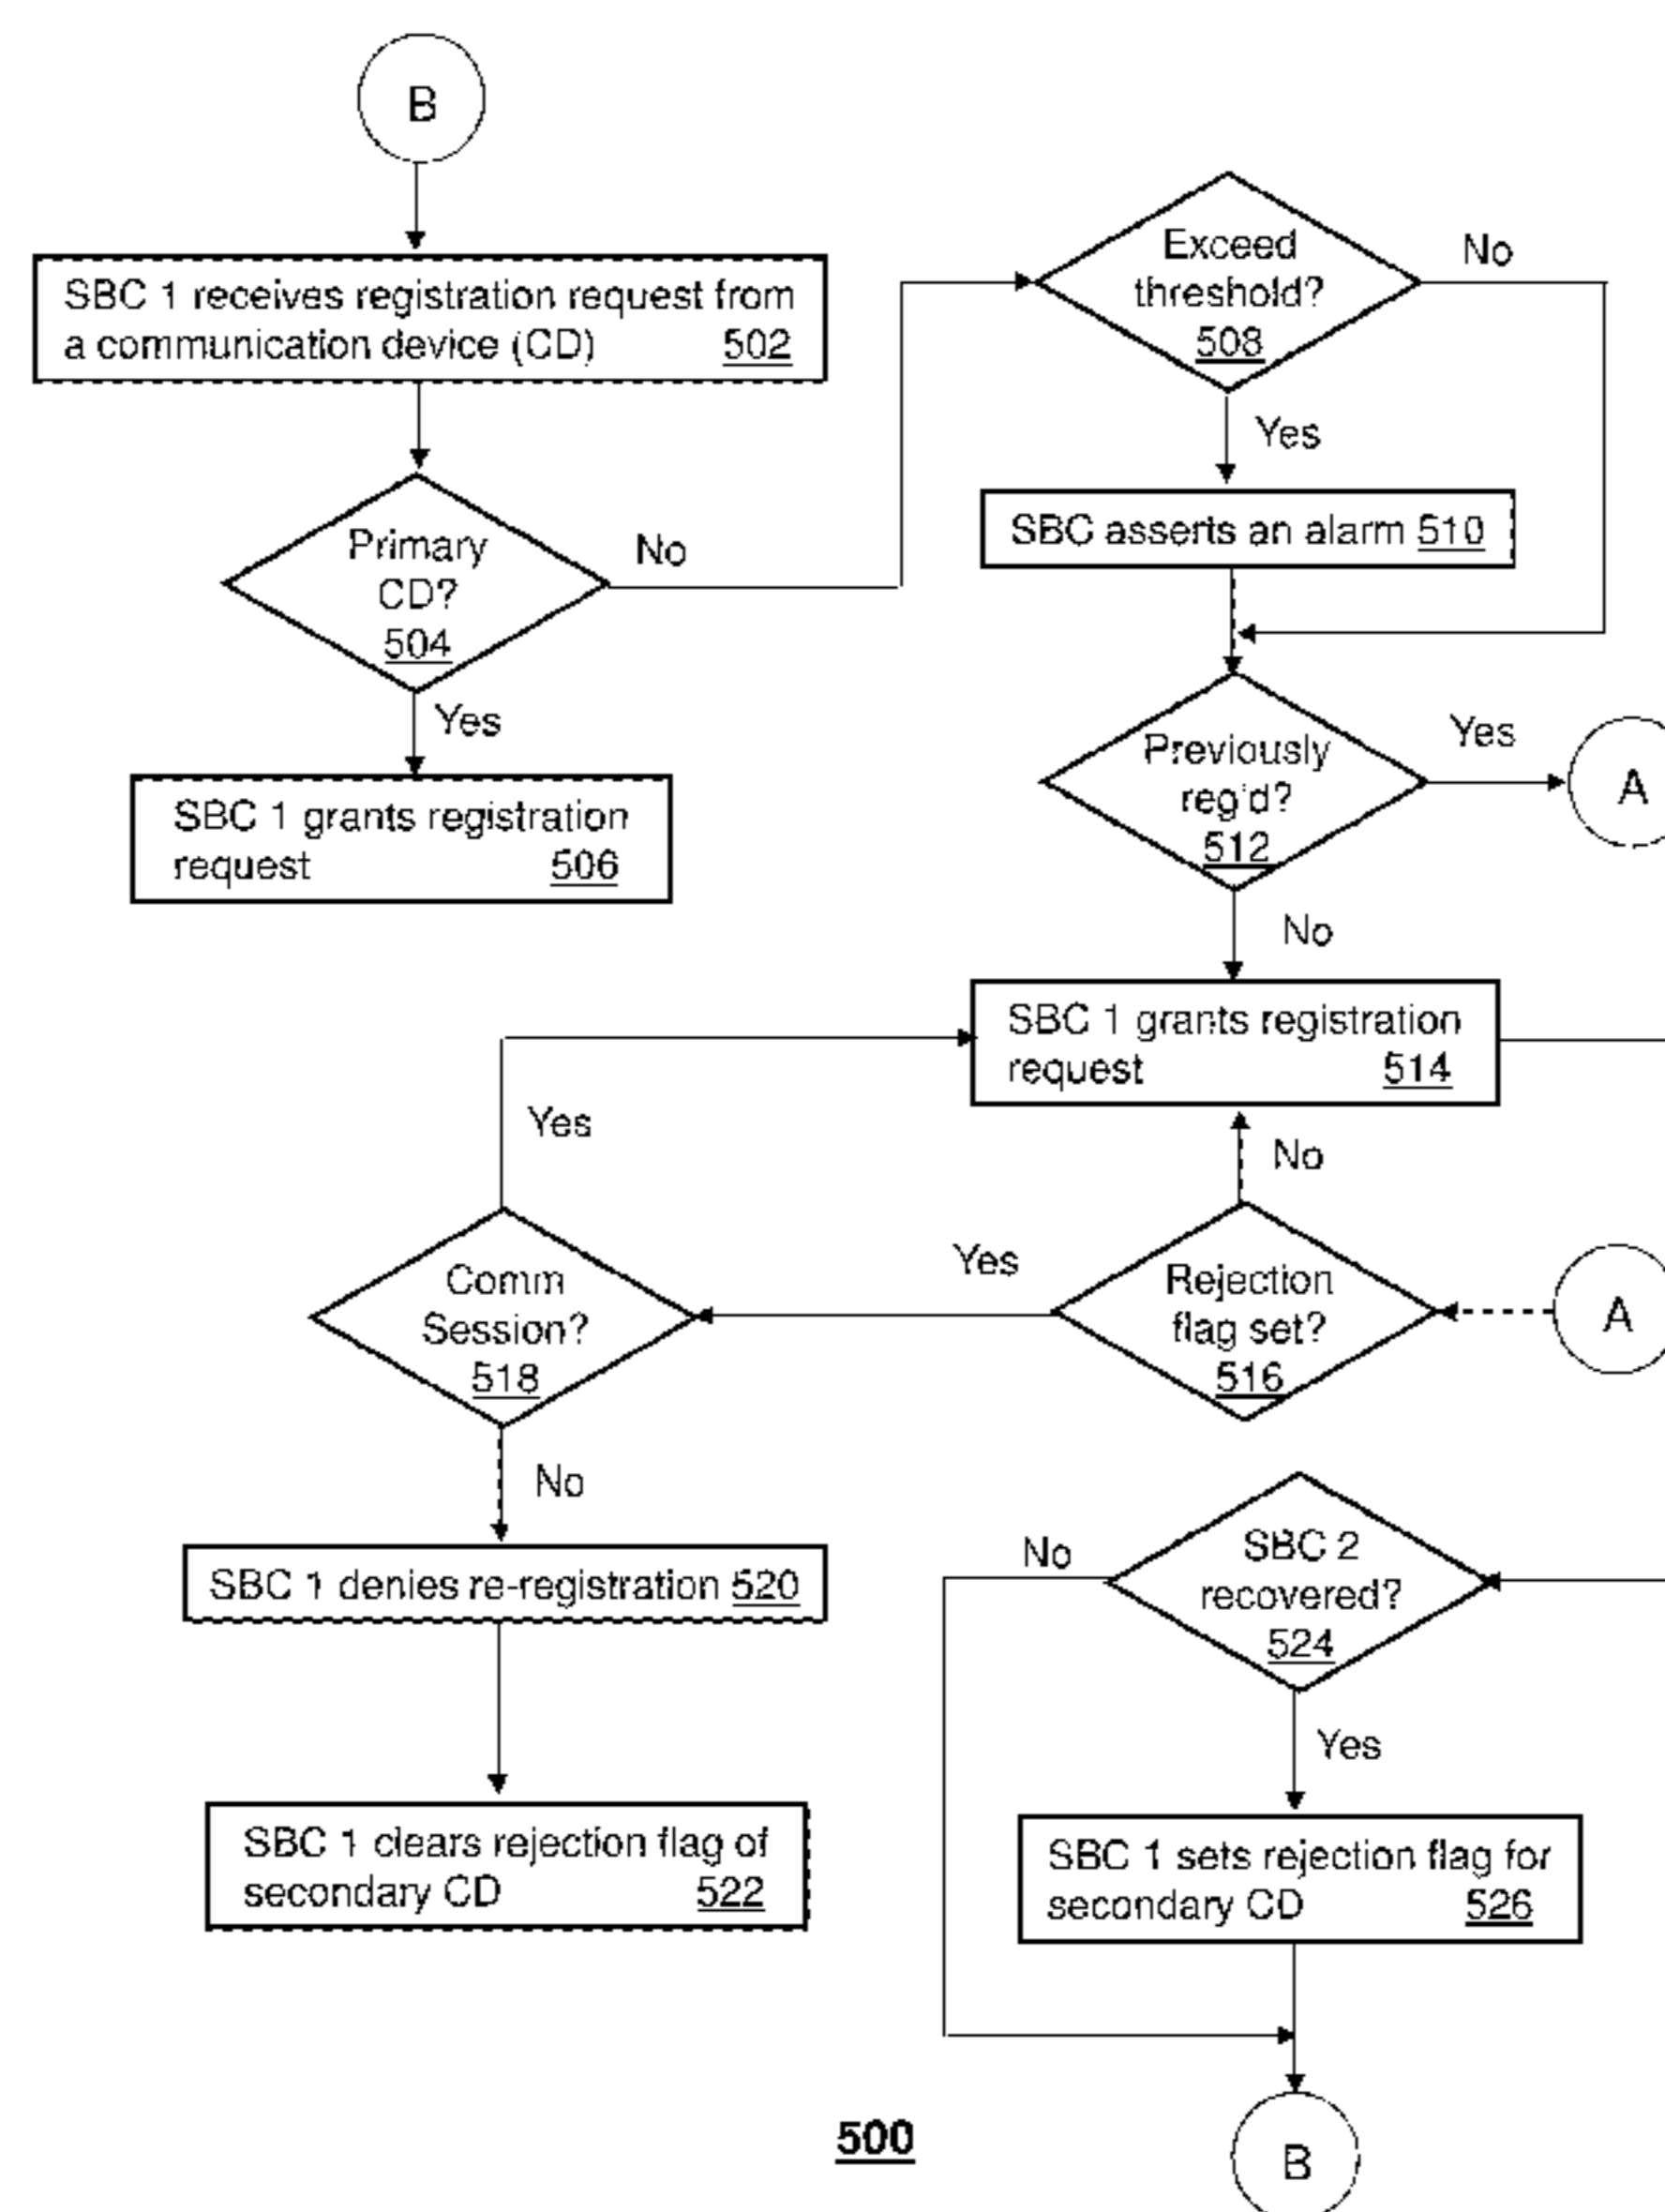 B
SBC 1 receives registration request from
a communication device (CD) 502
Primary
CD?
504
No
Yes
SBC 1 grants registration
request 506
Exceed
threshold?
508
No
Yes
SBC asserts an alarm 510
Previously
reg'd?
512
Yes
A
No
SBC 1 grants registration
request 514
No
Rejection
flag set?
516
A
Yes
Comm
Session?
518
Yes
No
SBC 1 denies re-registration 520
SBC 1 clears rejection flag of
secondary CD 522
SBC 2
recovered?
524
No
Yes
SBC 1 sets rejection flag for
secondary CD 526
B
500